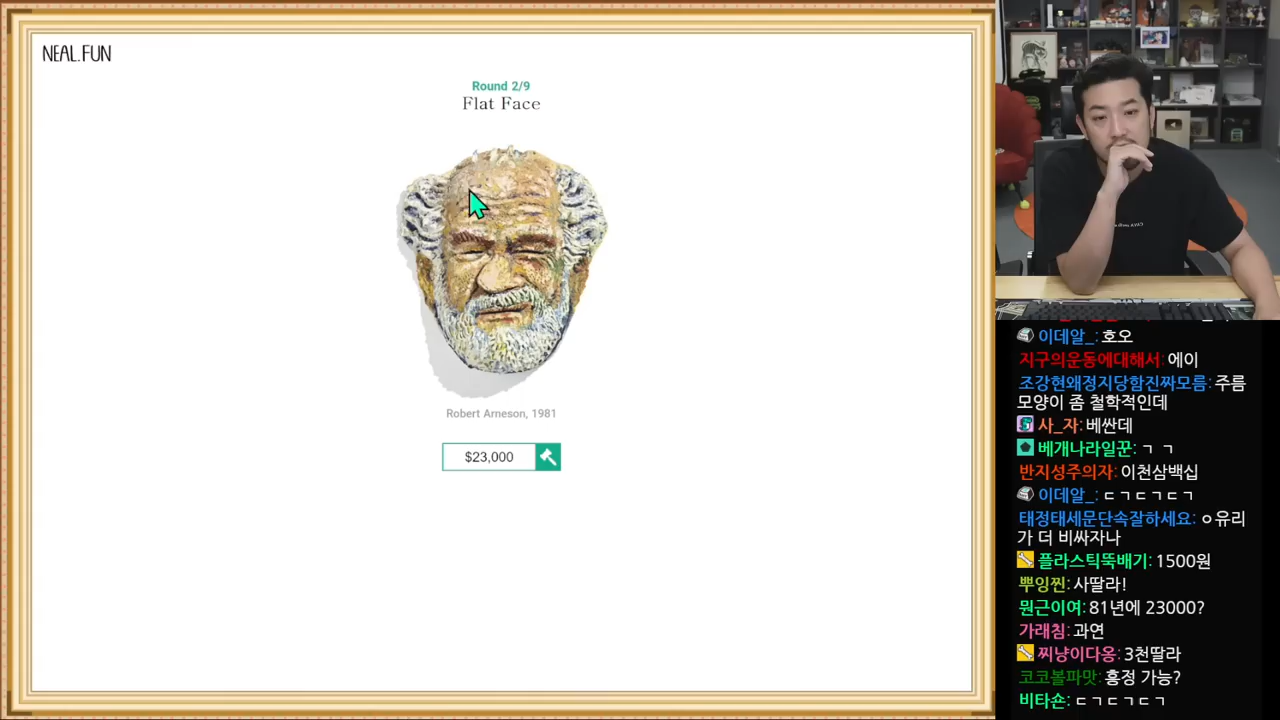 NEAL.FUN
Round 2/9
Flat Face
Robert Arneson, 1981
$23,000
이데알_: 호오
지구의운동에대해서: 에이
조강현왜정지당함진짜모름: 주름
모양이 좀 철학적인데
사_자: 베싼데
베개나라일꾼: ㄱ ㄱ
반지성주의자: 이천삼백십
이데알_: ㄷㄱㄷㄱㄷㄱ
태정태세문단속잘하세요: ㅇ유리
가 더 비싸자나
플라스틱뚝배기: 1500원
뿌잉찐: 사딸라!
뭔근이여: 81년에 23000?
가래침: 과연
찌냥이다옹: 3천딸라
코코볼파맛: 흥정 가능?
비타숀: ㄷㄱㄷㄱㄷㄱ